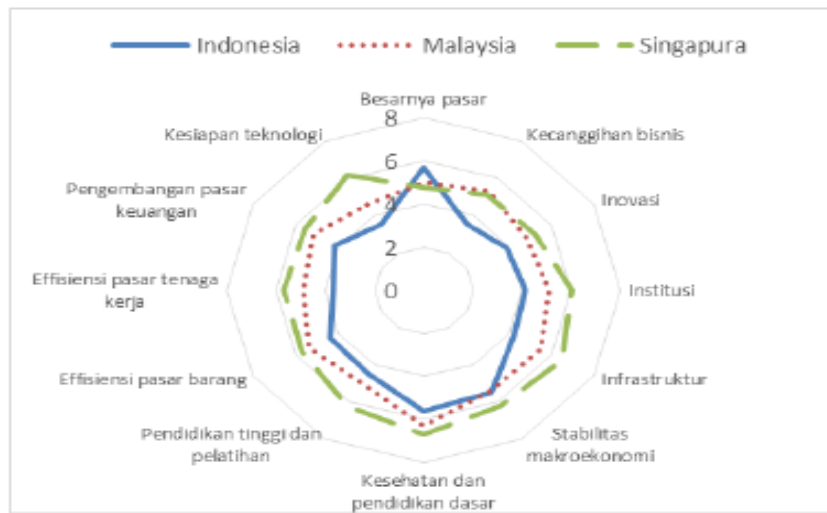 Indonesia Malaysia Singapura
Besarnya pasar
Kecanggihan bisnis
Inovasi
Institusi
Infrastruktur
Stabilitas
makroekonomi
Kesehatan dan
pendidikan dasar
Pendidikan tinggi dan
pelatihan
Effisiensi pasar barang
Effisiensi pasar tenaga
kerja
Pengembangan pasar
keuangan
Kesiapan teknologi
8
6
4
2
0